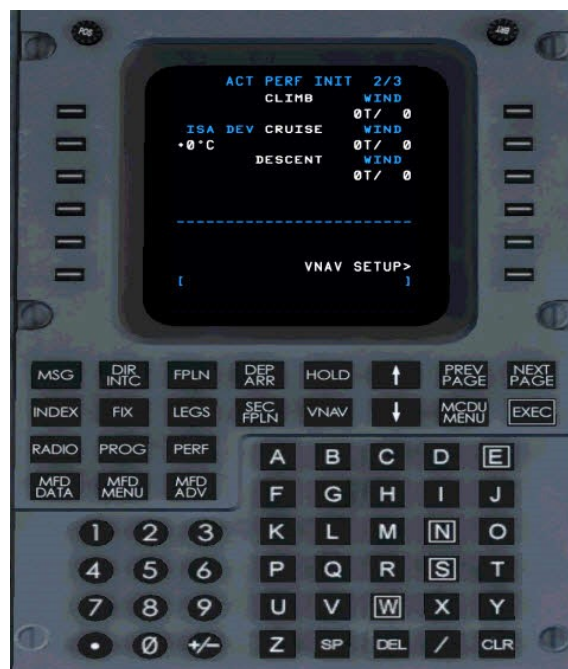 POS
BRT
ACT PERF INIT 2/3
CLIMB WIND
0T/ 0
ISA DEV CRUISE WIND
+0°C 0T/ 0
DESCENT WIND
0T/ 0
------------------------
VNAV SETUP>
[ ]
MSG DIR INTC FPLN DEP ARR HOLD ↑ PREV PAGE NEXT PAGE
INDEX FIX LEGS SEC FPLN VNAV ↓ MCDU MENU EXEC
RADIO PROG PERF
MFD DATA MFD MENU MFD ADV
A B C D E
F G H I J
1 2 3 K L M N O
4 5 6 P Q R S T
7 8 9 U V W X Y
• 0 +/- Z SP DEL / CLR